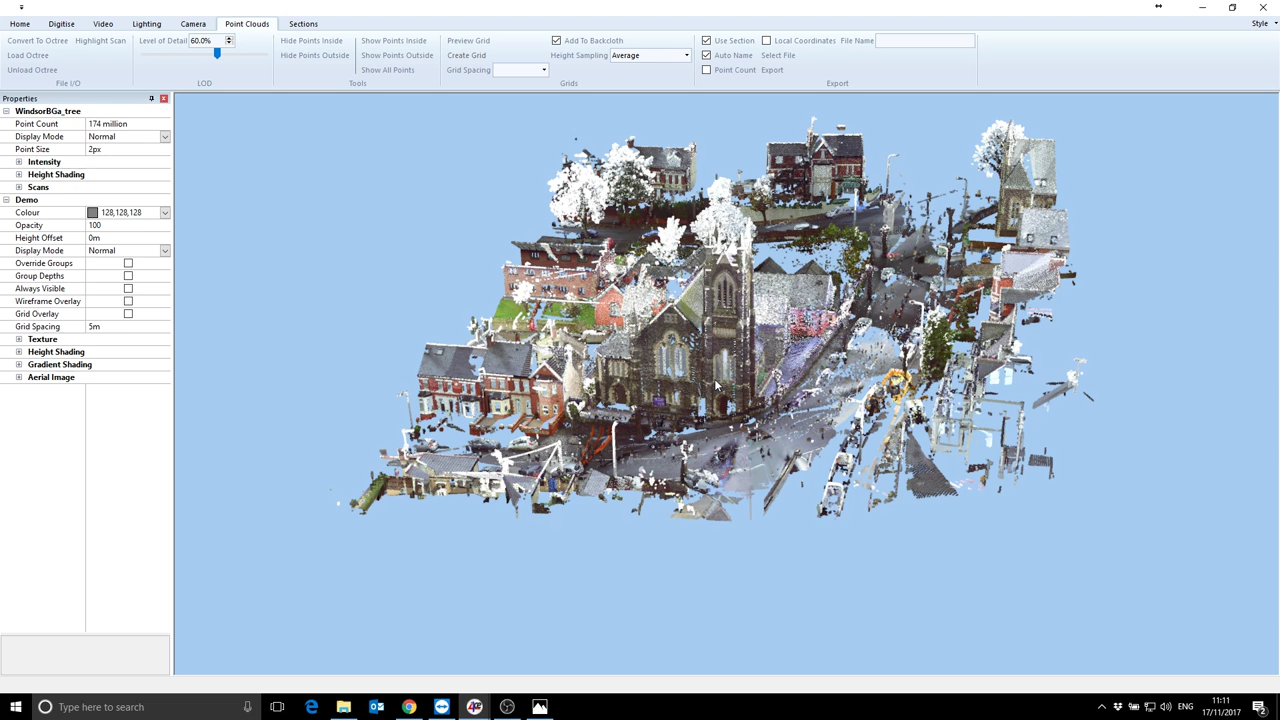 Home Digitise Video Lighting Camera Point Clouds Sections Style
Convert To Octree Highlight Scan Level of Detail 60.0% Hide Points Inside Show Points Inside Preview Grid Add To Backcloth Use Section Local Coordinates File Name
Load Octree Hide Points Outside Show Points Outside Create Grid Height Sampling Average Auto Name Select File
Unload Octree Show All Points Grid Spacing Point Count Export
File I/O LOD Tools Grids Export
Properties
WindsorBGa_tree
Point Count 174 million
Display Mode Normal
Point Size 2px
Intensity
Height Shading
Scans
Demo
Colour 128,128,128
Opacity 100
Height Offset 0m
Display Mode Normal
Override Groups
Group Depths
Always Visible
Wireframe Overlay
Grid Overlay
Grid Spacing 5m
Texture
Height Shading
Gradient Shading
Aerial Image
Type here to search
ENG
11:11
17/11/2017
2